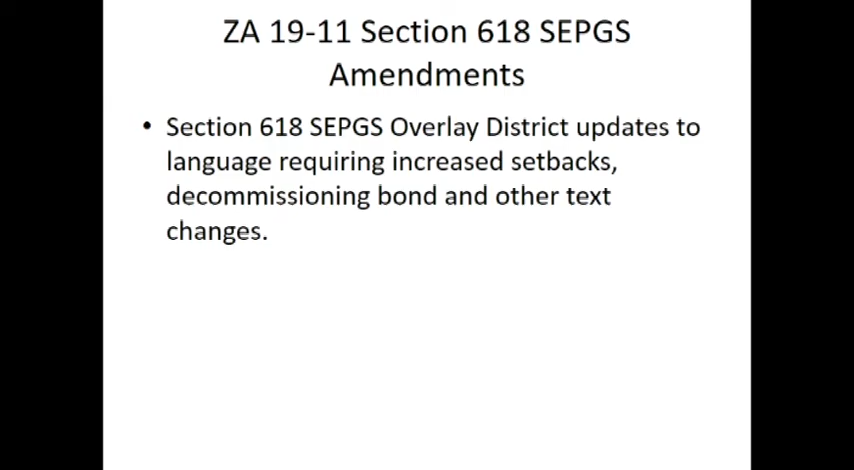 ZA 19-11 Section 618 SEPGS
Amendments
• Section 618 SEPGS Overlay District updates to
language requiring increased setbacks,
decommissioning bond and other text
changes.